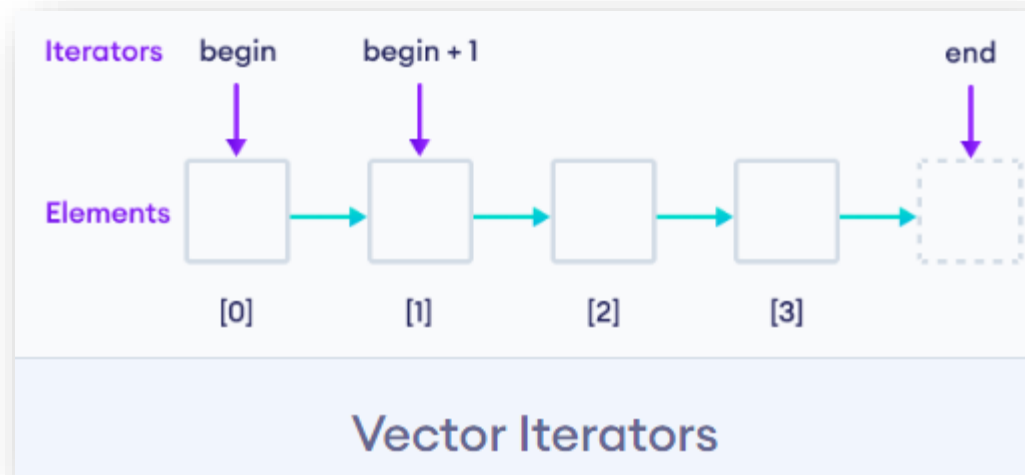 Iterators begin begin + 1 end
Elements
[0] [1] [2] [3]
Vector Iterators